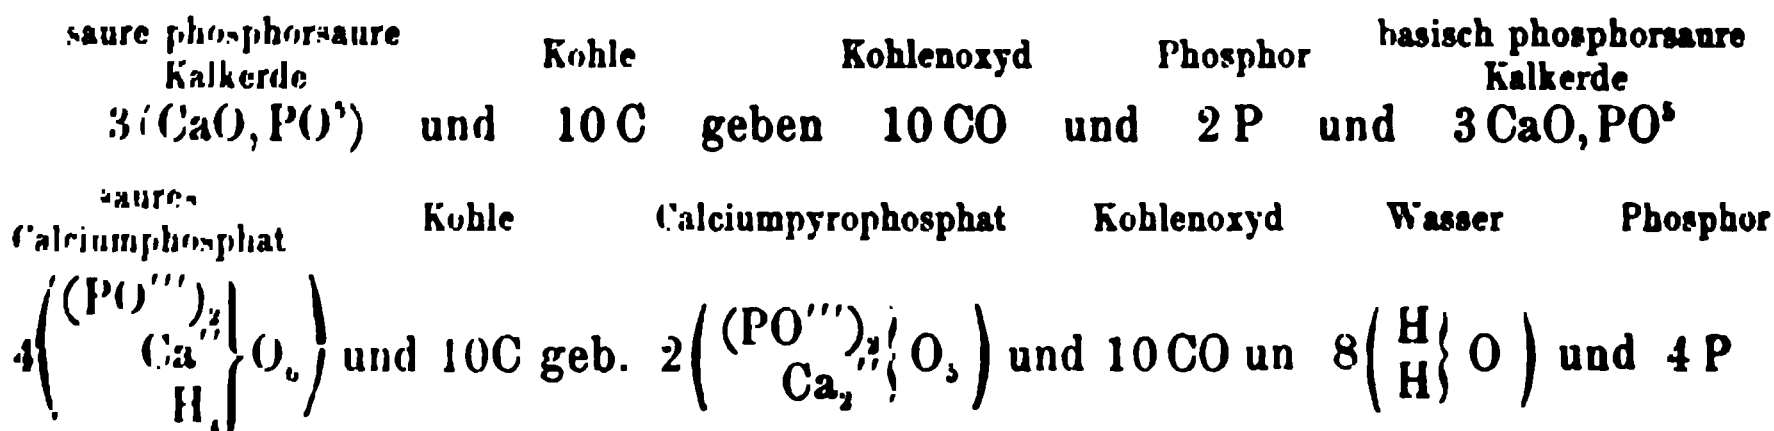 saure phosphorsaure Kalkerde Kohle Kohlenoxyd Phosphor basisch phosphorsaure Kalkerde
3(CaO, PO⁵) und 10 C geben 10 CO und 2 P und 3 CaO, PO⁵
saures Calciumphosphat Kohle Calciumpyrophosphat Kohlenoxyd Wasser Phosphor
4((PO''')₂ Ca'' H₄}O₆) und 10C geb. 2((PO''')₂ Ca₂''}O₅) und 10 CO un 8(H H}O) und 4 P